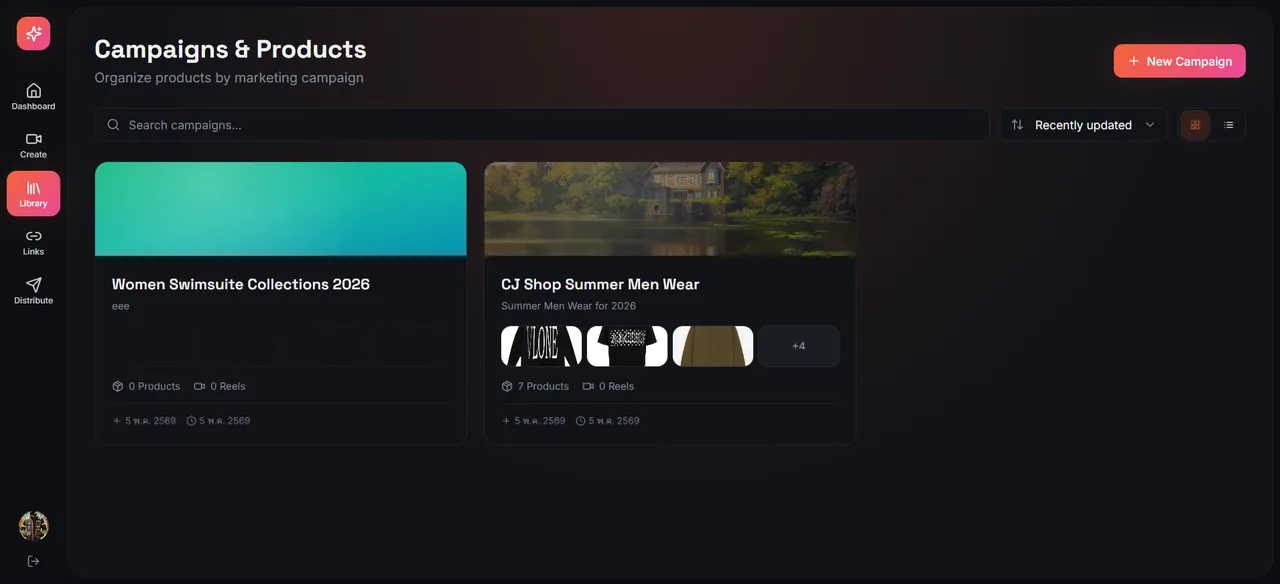 Campaigns & Products
Organize products by marketing campaign
New Campaign
Dashboard
Create
Library
Links
Distribute
Search campaigns...
Recently updated
Women Swimsuite Collections 2026
eee
0 Products 0 Reels
5 พ.ค. 2569 5 พ.ค. 2569
CJ Shop Summer Men Wear
Summer Men Wear for 2026
VLONE
+4
7 Products 0 Reels
5 พ.ค. 2569 5 พ.ค. 2569